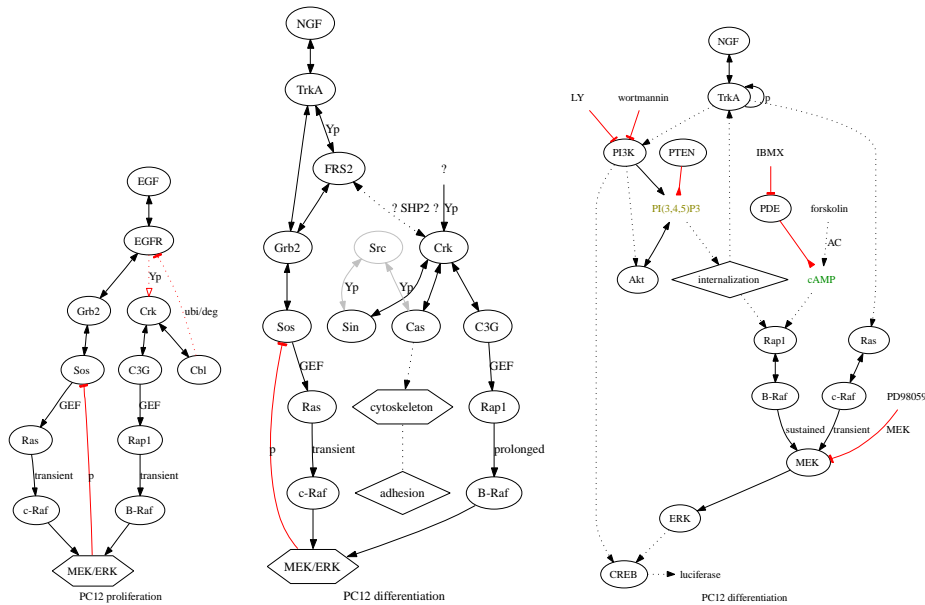 EGF
EGFR
Yp
ubi/deg
Grb2
Crk
Sos
C3G
Cbl
GEF
GEF
Ras
Rap1
transient
p
transient
c-Raf
B-Raf
MEK/ERK
PC12 proliferation
NGF
TrkA
Yp
FRS2
?
? SHP2 ?
Yp
Grb2
Src
Crk
Yp
Yp
Sos
Sin
Cas
C3G
GEF
GEF
Ras
cytoskeleton
Rap1
p
transient
prolonged
c-Raf
adhesion
B-Raf
MEK/ERK
PC12 differentiation
NGF
TrkA
p
LY
wortmannin
PI3K
PTEN
IBMX
PI(3,4,5)P3
PDE
forskolin
AC
Akt
internalization
cAMP
Rap1
Ras
B-Raf
c-Raf
PD98059
sustained
transient
MEK
MEK
ERK
CREB
luciferase
PC12 differentiation